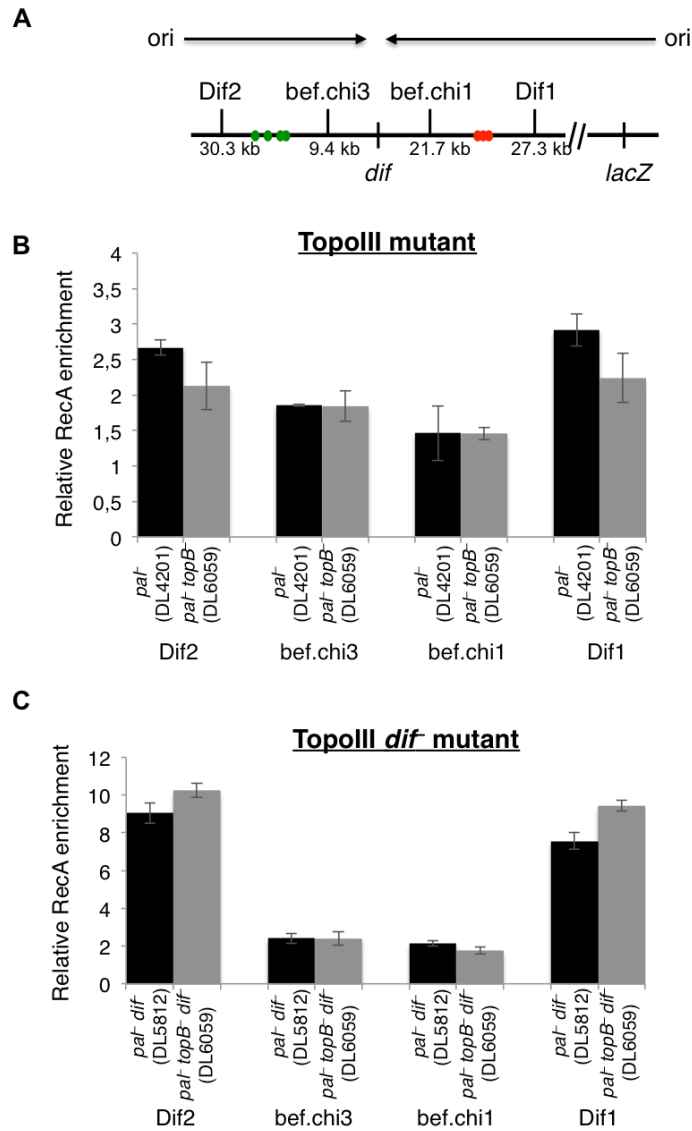 A
ori ori
Dif2 bef.chi3 bef.chi1 Dif1
30.3 kb 9.4 kb 21.7 kb 27.3 kb
dif lacZ
B
TopoIII mutant
Relative RecA enrichment
4
3,5
3
2,5
2
1,5
1
0,5
0
pal-
(DL4201)
pal- topB-
(DL6059)
pal-
(DL4201)
pal- topB-
(DL6059)
pal-
(DL4201)
pal- topB-
(DL6059)
pal-
(DL4201)
pal- topB-
(DL6059)
Dif2 bef.chi3 bef.chi1 Dif1
C
TopoIII dif- mutant
Relative RecA enrichment
12
10
8
6
4
2
0
pal- dif-
(DL5812)
pal- topB- dif-
(DL6059)
pal- dif-
(DL5812)
pal- topB- dif-
(DL6059)
pal- dif-
(DL5812)
pal- topB- dif-
(DL6059)
pal- dif-
(DL5812)
pal- topB- dif-
(DL6059)
Dif2 bef.chi3 bef.chi1 Dif1